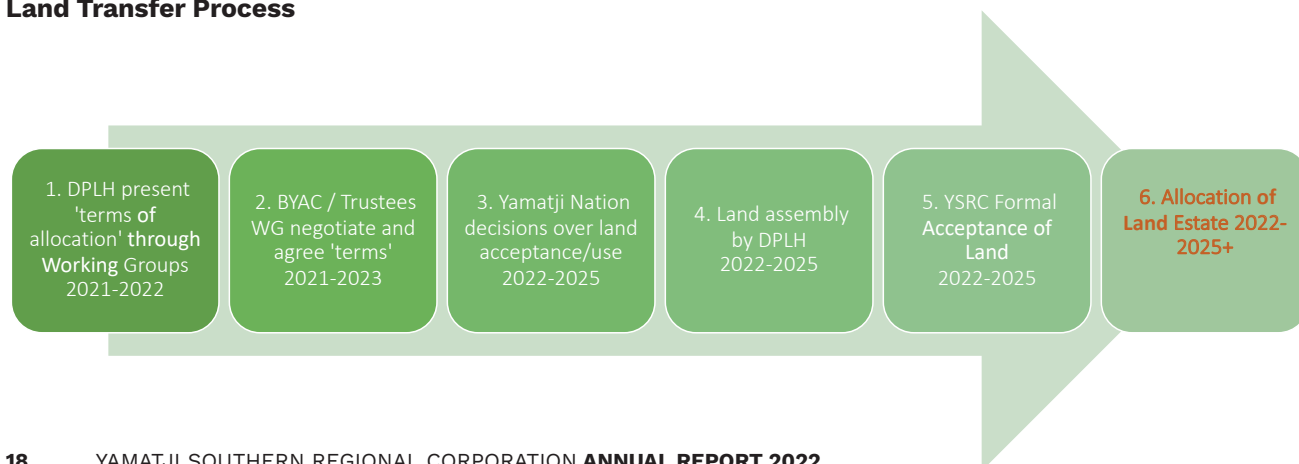 Land Transfer Process
1. DPLH present
'terms of
allocation' through
Working Groups
2021-2022
2. BYAC / Trustees
WG negotiate and
agree 'terms'
2021-2023
3. Yamatji Nation
decisions over land
acceptance/use
2022-2025
4. Land assembly
by DPLH
2022-2025
5. YSRC Formal
Acceptance of
Land
2022-2025
6. Allocation of
Land Estate 2022-
2025+
18 YAMATJI SOUTHERN REGIONAL CORPORATION ANNUAL REPORT 2022